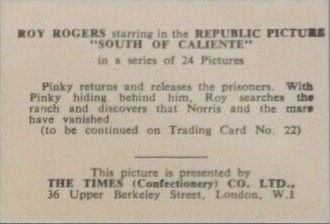 ROY ROGERS starring in the REPUBLIC PICTURE
"SOUTH OF CALIENTE"
in a series of 24 Pictures
Pinky returns and releases the prisoners. With
Pinky hiding behind him, Roy searches the
ranch and discovers that Norris and the mare
have vanished
(to be continued on Trading Card No. 22)
This picture is presented by
THE TIMES (Confectionery) CO. LTD.,
36 Upper Berkeley Street, London, W.1